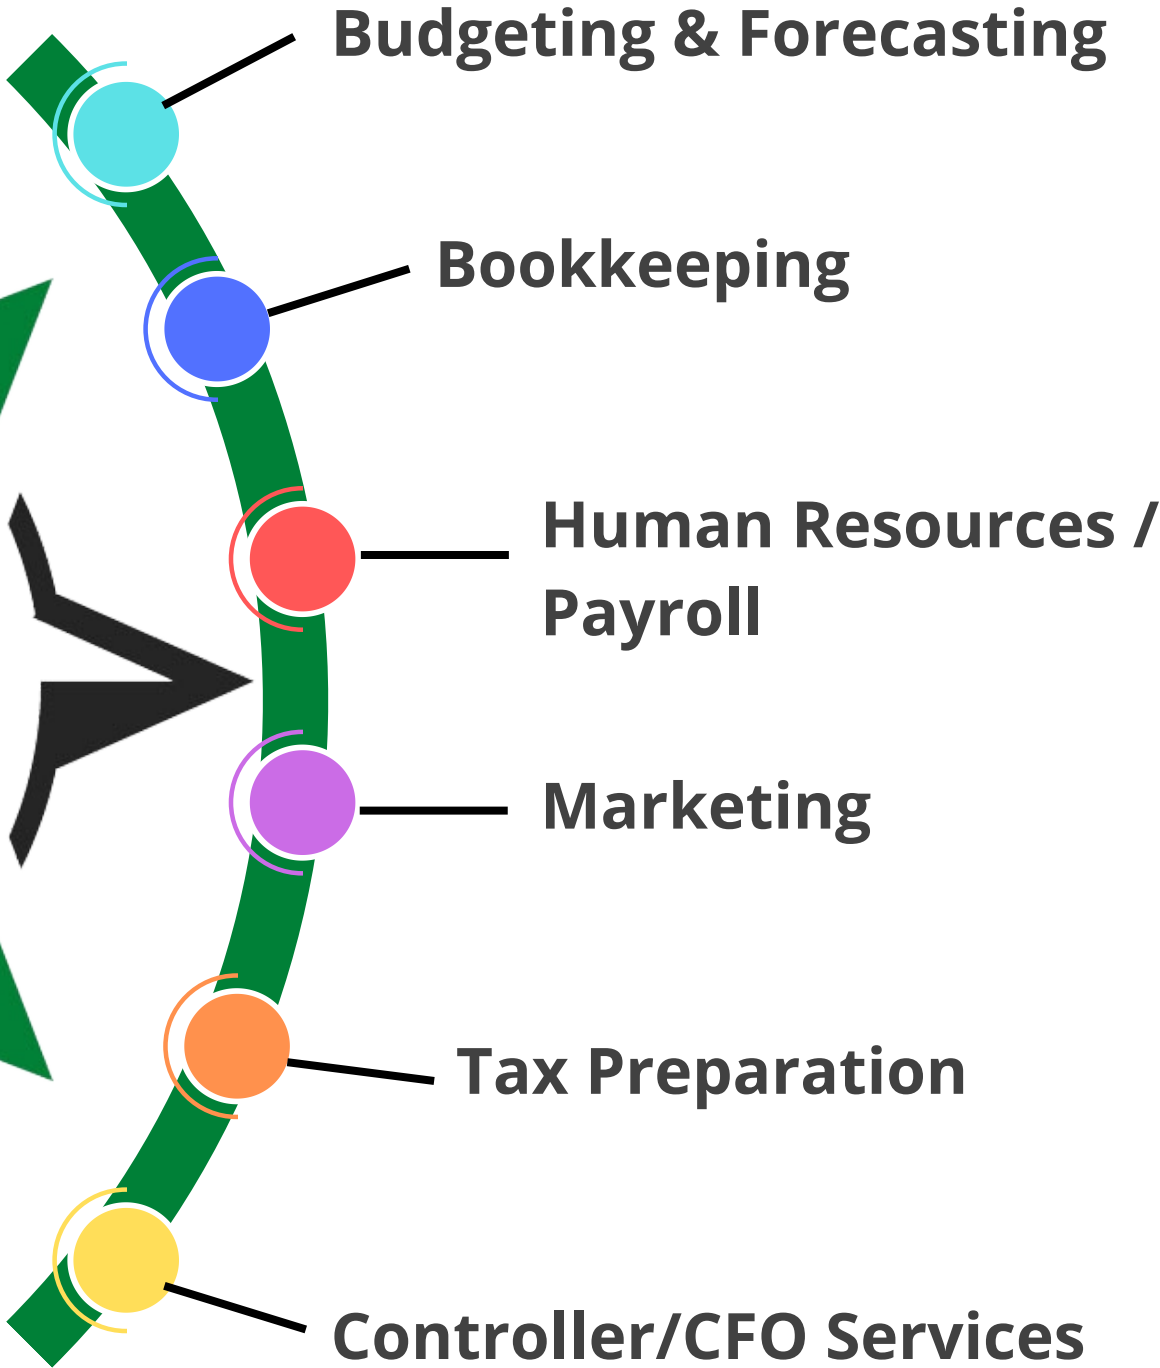 Budgeting & Forecasting
Bookkeeping
Human Resources /
Payroll
Marketing
Tax Preparation
Controller/CFO Services